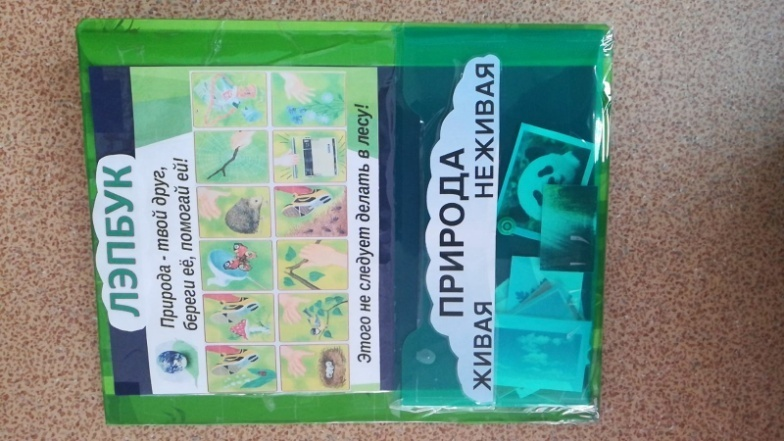 ЛЭПБУК
Природа - твой друг,
береги её, помогай ей!
Этого не следует делать в лесу!
ПРИРОДА
ЖИВАЯ НЕЖИВАЯ